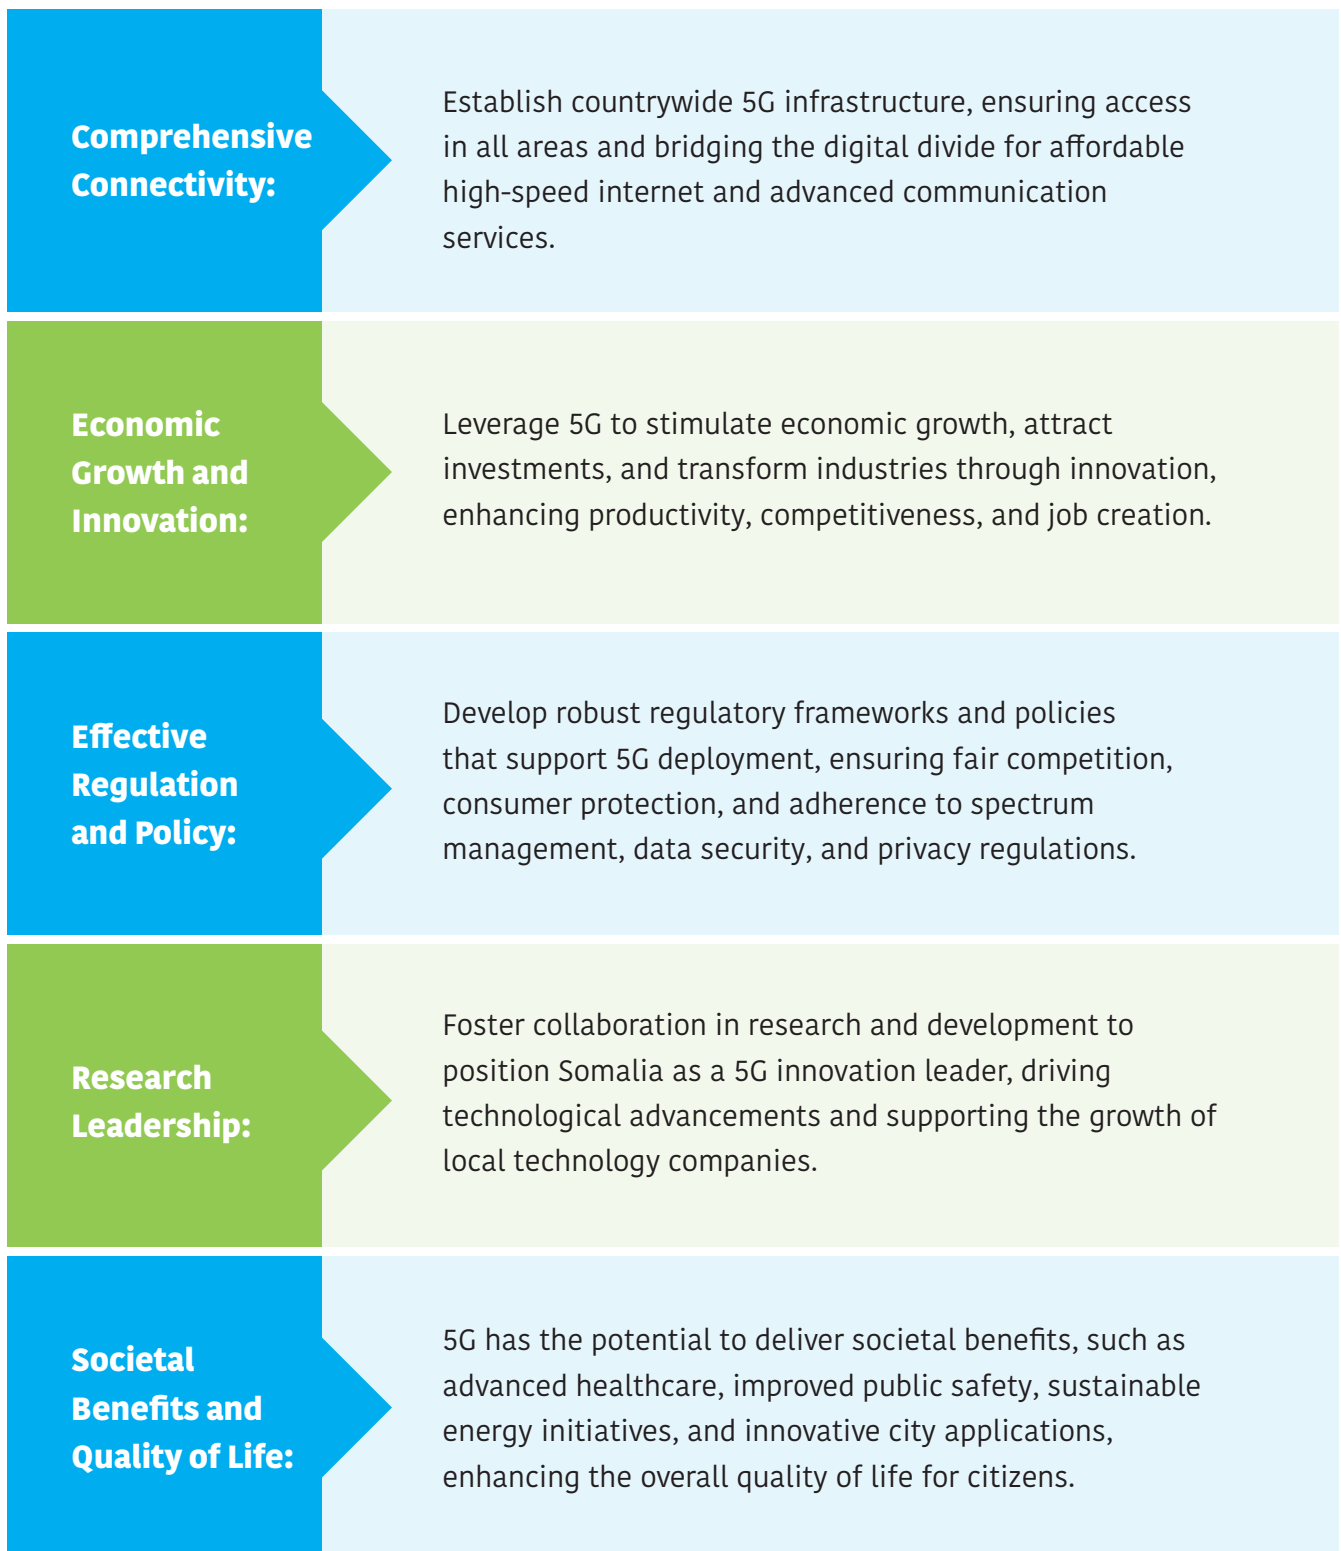 Comprehensive
Connectivity:
Establish countrywide 5G infrastructure, ensuring access
in all areas and bridging the digital divide for affordable
high-speed internet and advanced communication
services.
Economic
Growth and
Innovation:
Leverage 5G to stimulate economic growth, attract
investments, and transform industries through innovation,
enhancing productivity, competitiveness, and job creation.
Effective
Regulation
and Policy:
Develop robust regulatory frameworks and policies
that support 5G deployment, ensuring fair competition,
consumer protection, and adherence to spectrum
management, data security, and privacy regulations.
Research
Leadership:
Foster collaboration in research and development to
position Somalia as a 5G innovation leader, driving
technological advancements and supporting the growth of
local technology companies.
Societal
Benefits and
Quality of Life:
5G has the potential to deliver societal benefits, such as
advanced healthcare, improved public safety, sustainable
energy initiatives, and innovative city applications,
enhancing the overall quality of life for citizens.